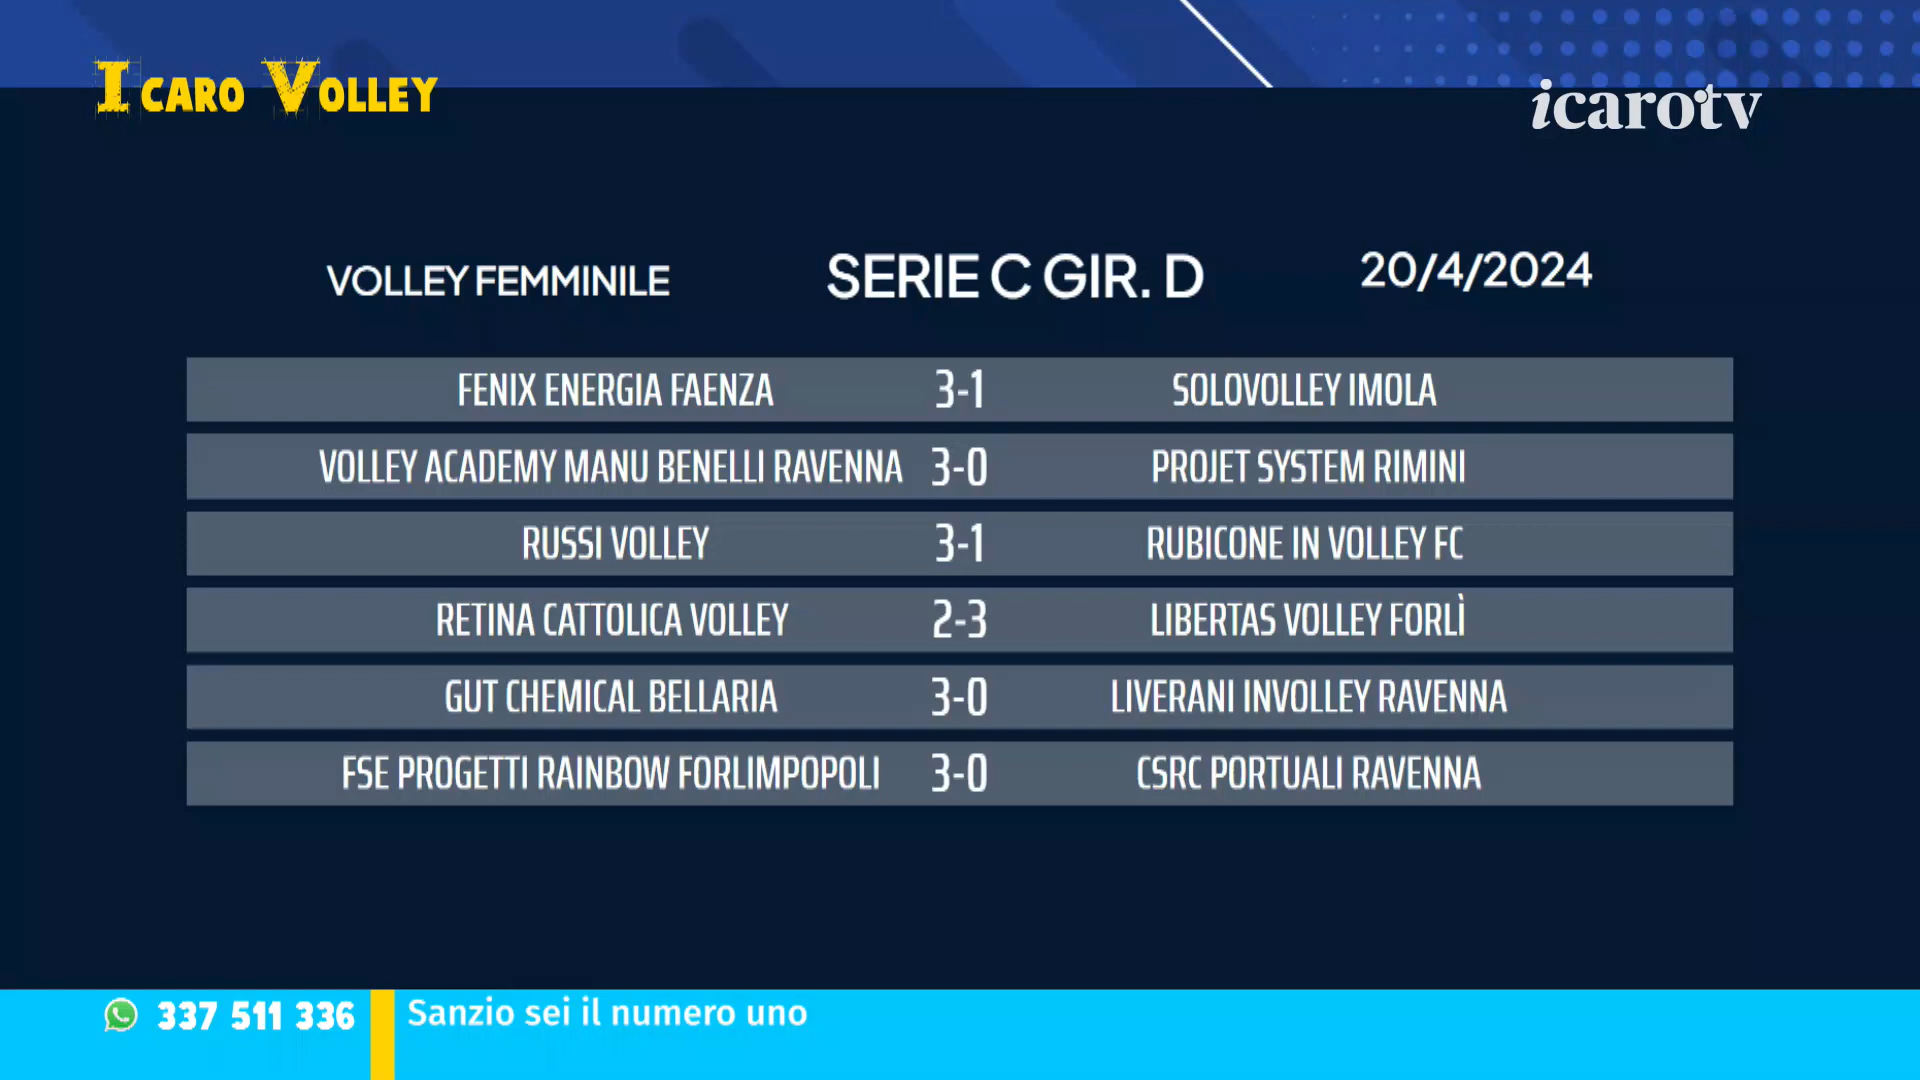 ICARO VOLLEY
icarotv
VOLLEY FEMMINILE SERIE C GIR. D 20/4/2024
FENIX ENERGIA FAENZA 3-1 SOLOVOLLEY IMOLA
VOLLEY ACADEMY MANU BENELLI RAVENNA 3-0 PROJET SYSTEM RIMINI
RUSSI VOLLEY 3-1 RUBICONE IN VOLLEY FC
RETINA CATTOLICA VOLLEY 2-3 LIBERTAS VOLLEY FORLÌ
GUT CHEMICAL BELLARIA 3-0 LIVERANI INVOLLEY RAVENNA
FSE PROGETTI RAINBOW FORLIMPOPOLI 3-0 CSRC PORTUALI RAVENNA
337 511 336 Sanzio sei il numero uno